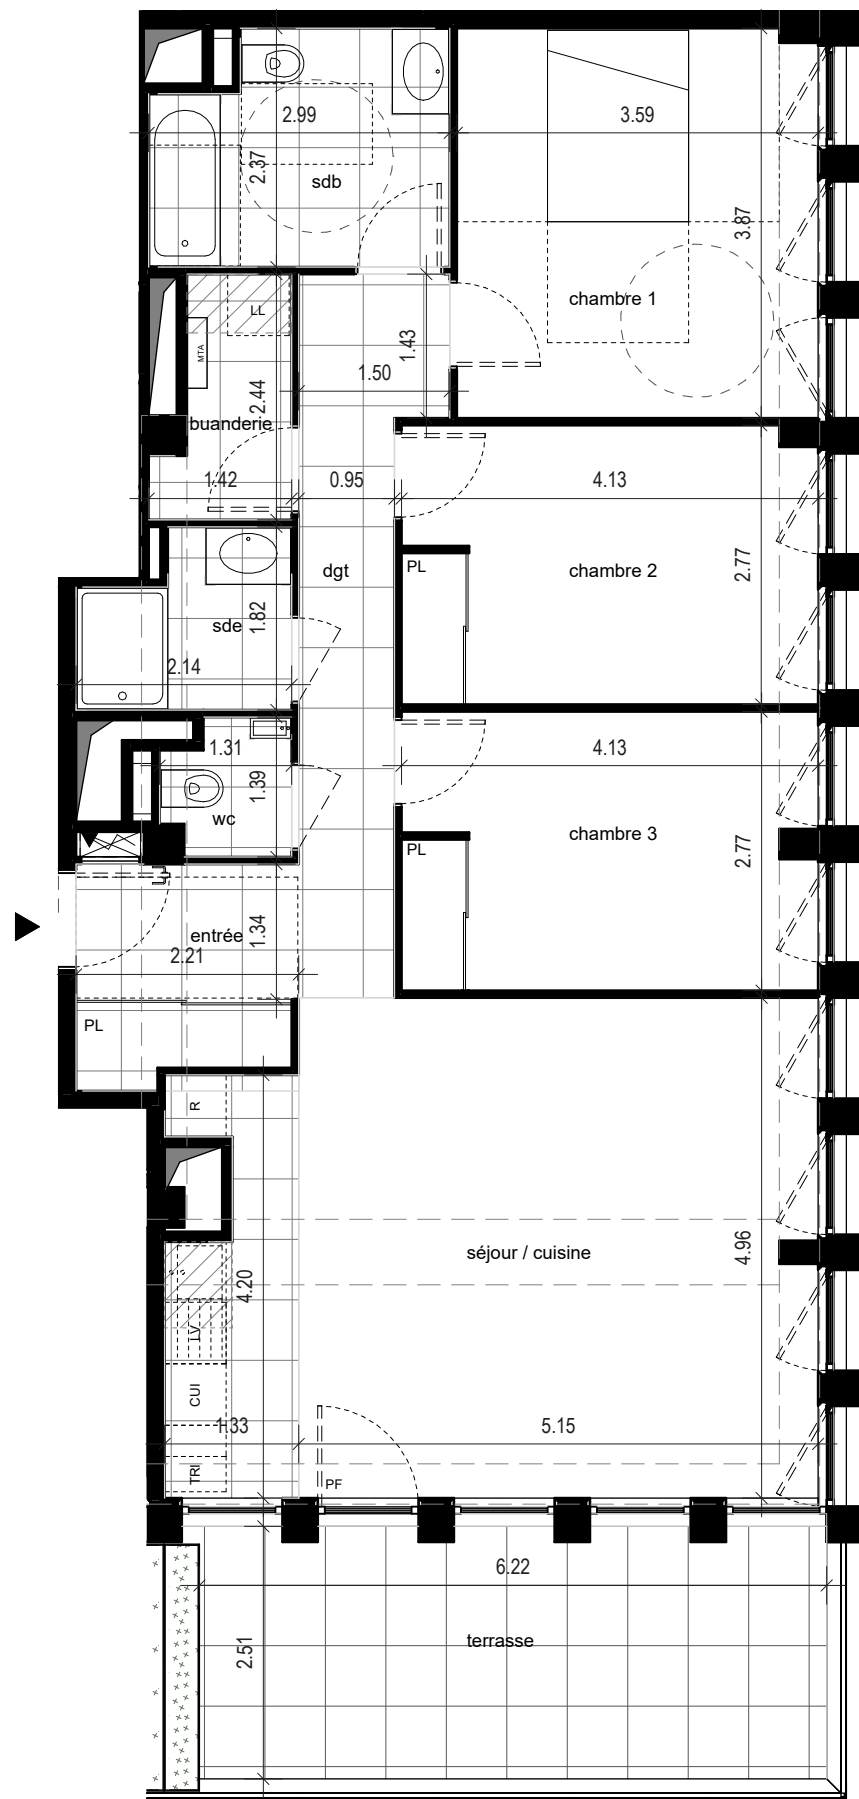 2.99
3.59
2.37
sdb
3.87
chambre 1
LL
MTA
1.43
1.50
2.44
buanderie
1.42
0.95
4.13
PL
dgt
chambre 2
2.77
sde
1.82
2.14
1.31
4.13
1.39
wc
chambre 3
PL
2.77
entrée
1.34
2.21
PL
R
séjour / cuisine
4.96
4.20
LV
CUI
1.33
5.15
TRI
PF
6.22
terrasse
2.51